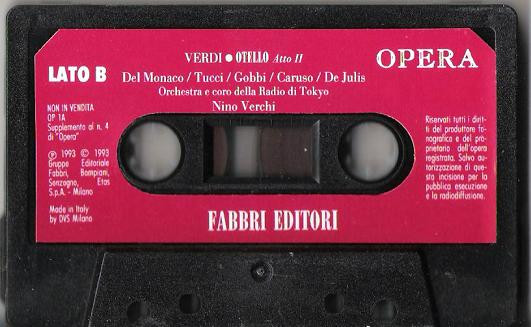 VERDI ● OTELLO Atto II
OPERA
LATO B
Del Monaco / Tucci / Gobbi / Caruso / De Julis
Orchestra e coro della Radio di Tokyo
Nino Verchi
NON IN VENDITA
OP 1A
Supplemento al n. 4
di "Opera"
℗ 1993 © 1993
Gruppo Editoriale
Fabbri, Bompiani,
Sonzogno, Etas
S.p.A. - Milano
Made in Italy
by DVS Milano
Riservati tutti i dirit-
ti del produttore fo-
nografico e del pro-
prietario dell'opera
registrata. Salvo au-
torizzazione di que-
sto incisione per la
pubblica esecuzione
e la radiodiffusione.
FABBRI EDITORI